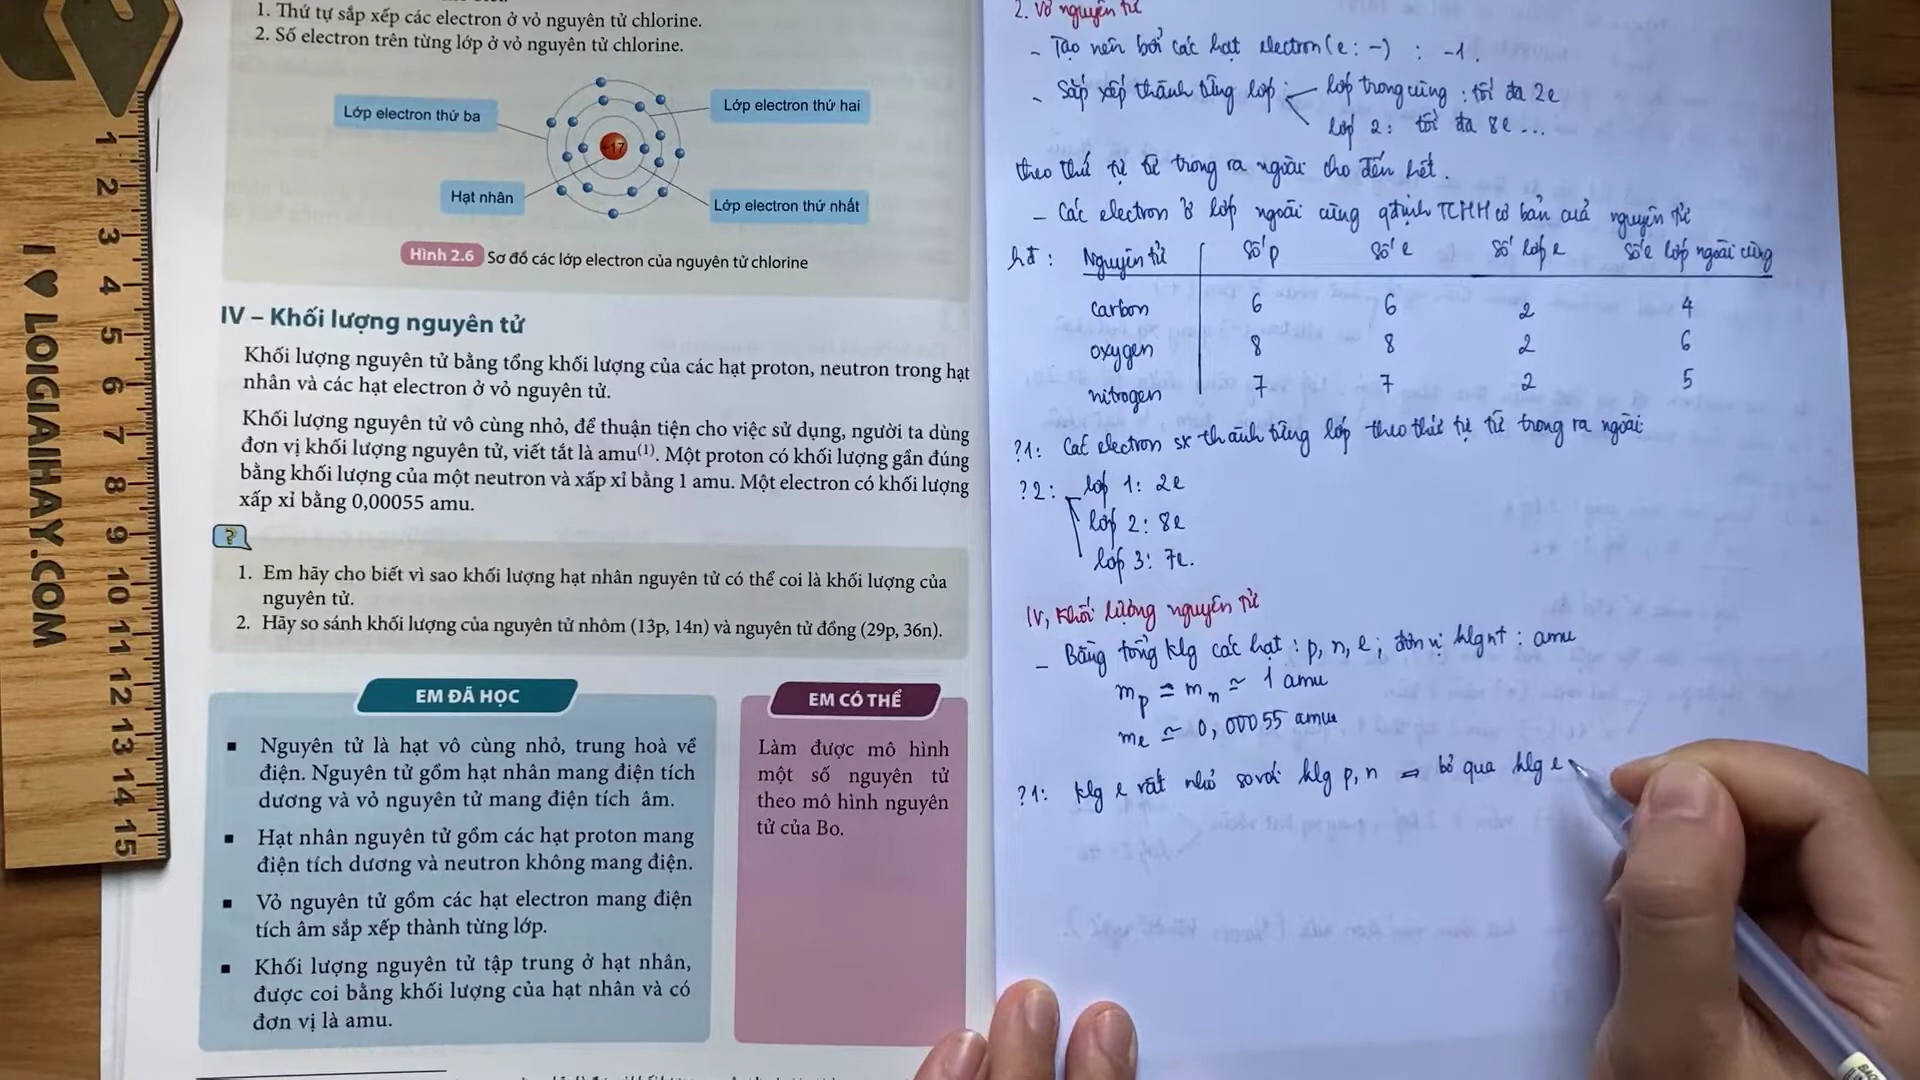 1. Thứ tự sắp xếp các electron ở vỏ nguyên tử chlorine.
2. Số electron trên từng lớp ở vỏ nguyên tử chlorine.
Lớp electron thứ ba
Lớp electron thứ hai
+17
Hạt nhân
Lớp electron thứ nhất
Hình 2.6 Sơ đồ các lớp electron của nguyên tử chlorine
IV – Khối lượng nguyên tử
Khối lượng nguyên tử bằng tổng khối lượng của các hạt proton, neutron trong hạt
nhân và các hạt electron ở vỏ nguyên tử.
Khối lượng nguyên tử vô cùng nhỏ, để thuận tiện cho việc sử dụng, người ta dùng
đơn vị khối lượng nguyên tử, viết tắt là amu(1). Một proton có khối lượng gần đúng
bằng khối lượng của một neutron và xấp xỉ bằng 1 amu. Một electron có khối lượng
xấp xỉ bằng 0,00055 amu.
?
1. Em hãy cho biết vì sao khối lượng hạt nhân nguyên tử có thể coi là khối lượng của
nguyên tử.
2. Hãy so sánh khối lượng của nguyên tử nhôm (13p, 14n) và nguyên tử đồng (29p, 36n).
EM ĐÃ HỌC
▪ Nguyên tử là hạt vô cùng nhỏ, trung hoà về
điện. Nguyên tử gồm hạt nhân mang điện tích
dương và vỏ nguyên tử mang điện tích âm.
▪ Hạt nhân nguyên tử gồm các hạt proton mang
điện tích dương và neutron không mang điện.
▪ Vỏ nguyên tử gồm các hạt electron mang điện
tích âm sắp xếp thành từng lớp.
▪ Khối lượng nguyên tử tập trung ở hạt nhân,
được coi bằng khối lượng của hạt nhân và có
đơn vị là amu.
EM CÓ THỂ
Làm được mô hình
một số nguyên tử
theo mô hình nguyên
tử của Bo.
2. Vỏ nguyên tử
- Tạo nên bởi các hạt electron (e: -) : -1.
- Sắp xếp thành từng lớp: lớp trong cùng : tối đa 2e
lớp 2: tối đa 8e ...
theo thứ tự từ trong ra ngoài cho đến hết.
- Các electron ở lớp ngoài cùng qđịnh TCHH cơ bản của nguyên tử
hđ: Nguyên tử số p số e số lớp e số e lớp ngoài cùng
carbon 6 6 2 4
oxygen 8 8 2 6
nitrogen 7 7 2 5
?1: Các electron sx thành từng lớp theo thứ tự từ trong ra ngoài
?2: lớp 1: 2e
lớp 2: 8e
lớp 3: 7e.
IV, Khối lượng nguyên tử
- Bằng tổng klg các hạt : p, n, e; đơn vị klgnt : amu
mp = mn ≃ 1 amu
me ≃ 0,00055 amu
?1: klg e rất nhỏ so với klg p, n ⇒ bỏ qua klg e
1
2
3
4
5
6
7
8
9
10
11
12
13
14
15
I ♥ LOIGIAIHAY.COM